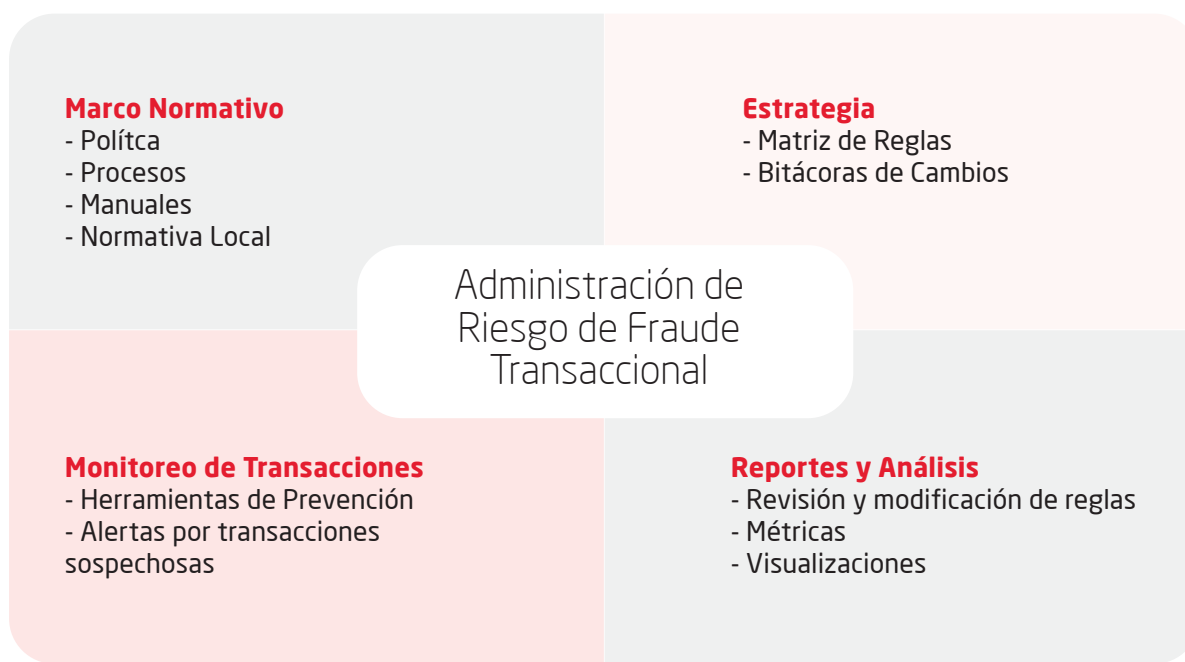 Marco Normativo
- Polítca
- Procesos
- Manuales
- Normativa Local
Estrategia
- Matriz de Reglas
- Bitácoras de Cambios
Administración de
Riesgo de Fraude
Transaccional
Monitoreo de Transacciones
- Herramientas de Prevención
- Alertas por transacciones
sospechosas
Reportes y Análisis
- Revisión y modificación de reglas
- Métricas
- Visualizaciones